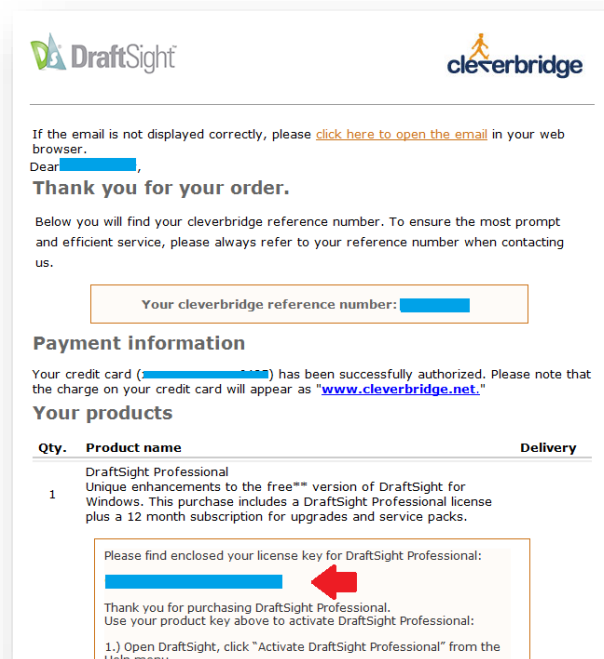 DraftSight
cleverbridge
If the email is not displayed correctly, please click here to open the email in your web
browser.
Dear ,
Thank you for your order.
Below you will find your cleverbridge reference number. To ensure the most prompt
and efficient service, please always refer to your reference number when contacting
us.
Your cleverbridge reference number:
Payment information
Your credit card ( ) has been successfully authorized. Please note that
the charge on your credit card will appear as "www.cleverbridge.net."
Your products
Qty. Product name Delivery
DraftSight Professional
Unique enhancements to the free** version of DraftSight for
1 Windows. This purchase includes a DraftSight Professional license
plus a 12 month subscription for upgrades and service packs.
Please find enclosed your license key for DraftSight Professional:
Thank you for purchasing DraftSight Professional.
Use your product key above to activate DraftSight Professional:
1.) Open DraftSight, click "Activate DraftSight Professional" from the
Help menu